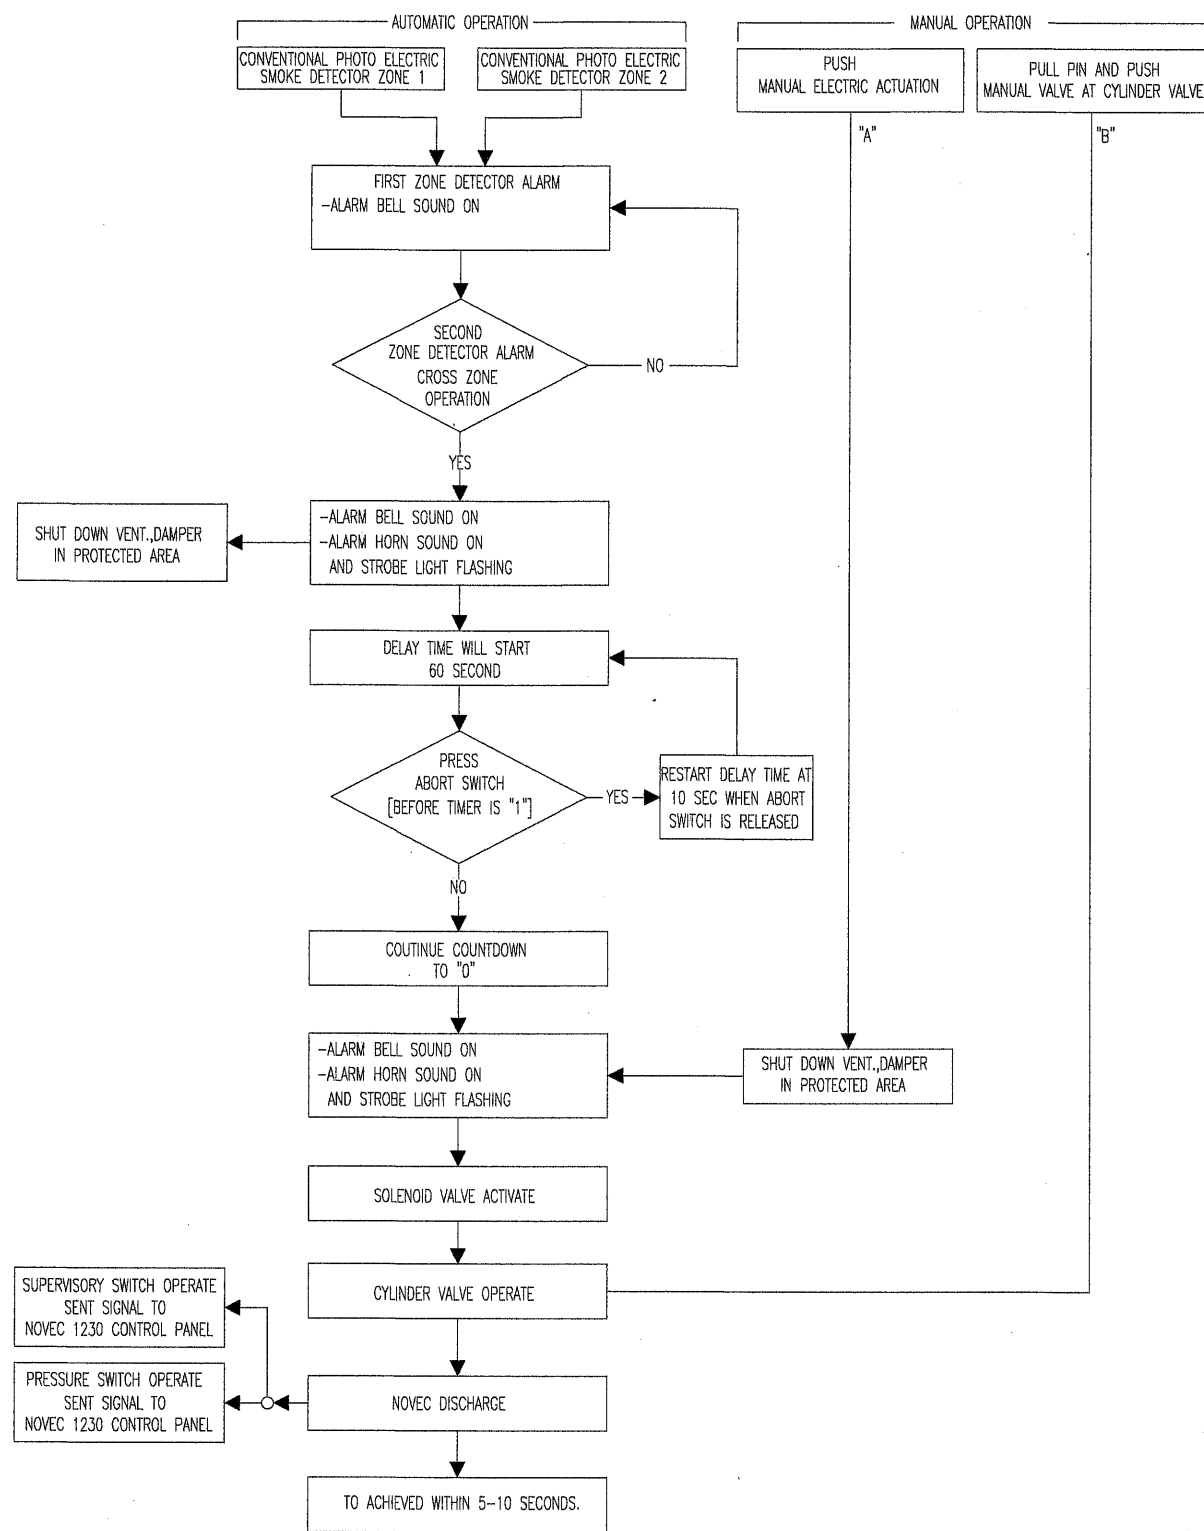 AUTOMATIC OPERATION
MANUAL OPERATION
CONVENTIONAL PHOTO ELECTRIC
SMOKE DETECTOR ZONE 1
CONVENTIONAL PHOTO ELECTRIC
SMOKE DETECTOR ZONE 2
PUSH
MANUAL ELECTRIC ACTUATION
PULL PIN AND PUSH
MANUAL VALVE AT CYLINDER VALVE
"A"
"B"
FIRST ZONE DETECTOR ALARM
-ALARM BELL SOUND ON
SECOND
ZONE DETECTOR ALARM
CROSS ZONE
OPERATION
NO
YES
SHUT DOWN VENT.,DAMPER
IN PROTECTED AREA
-ALARM BELL SOUND ON
-ALARM HORN SOUND ON
AND STROBE LIGHT FLASHING
DELAY TIME WILL START
60 SECOND
PRESS
ABORT SWITCH
[BEFORE TIMER IS "1"]
YES
RESTART DELAY TIME AT
10 SEC WHEN ABORT
SWITCH IS RELEASED
NO
COUTINUE COUNTDOWN
TO "0"
-ALARM BELL SOUND ON
-ALARM HORN SOUND ON
AND STROBE LIGHT FLASHING
SHUT DOWN VENT.,DAMPER
IN PROTECTED AREA
SOLENOID VALVE ACTIVATE
SUPERVISORY SWITCH OPERATE
SENT SIGNAL TO
NOVEC 1230 CONTROL PANEL
CYLINDER VALVE OPERATE
PRESSURE SWITCH OPERATE
SENT SIGNAL TO
NOVEC 1230 CONTROL PANEL
NOVEC DISCHARGE
TO ACHIEVED WITHIN 5-10 SECONDS.